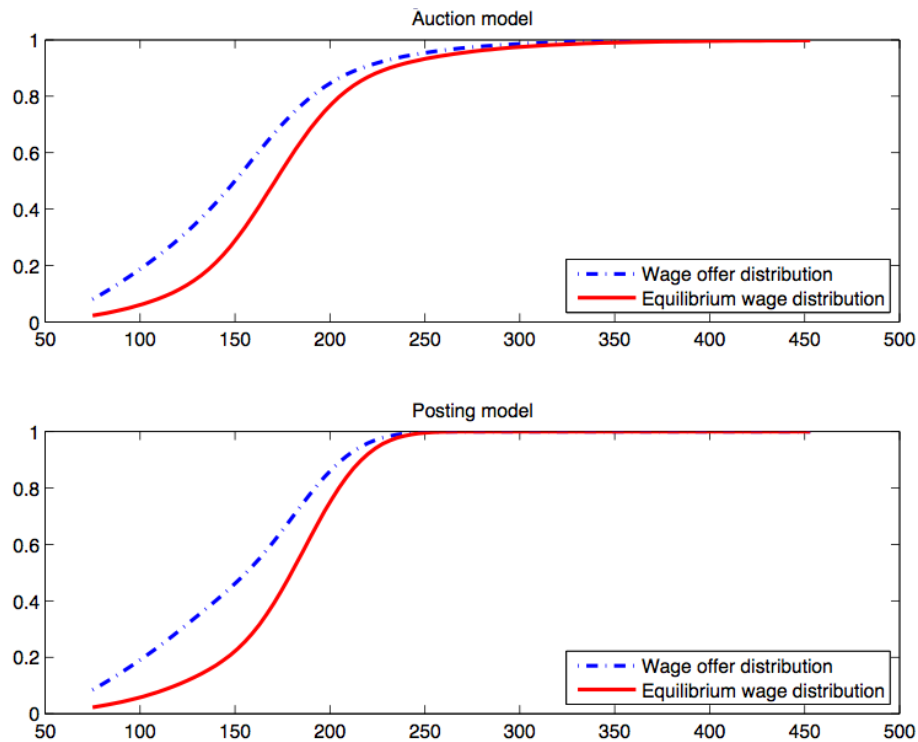 Auction model
1
0.8
0.6
0.4
0.2
0
50 100 150 200 250 300 350 400 450 500
Wage offer distribution
Equilibrium wage distribution
Posting model
1
0.8
0.6
0.4
0.2
0
50 100 150 200 250 300 350 400 450 500
Wage offer distribution
Equilibrium wage distribution